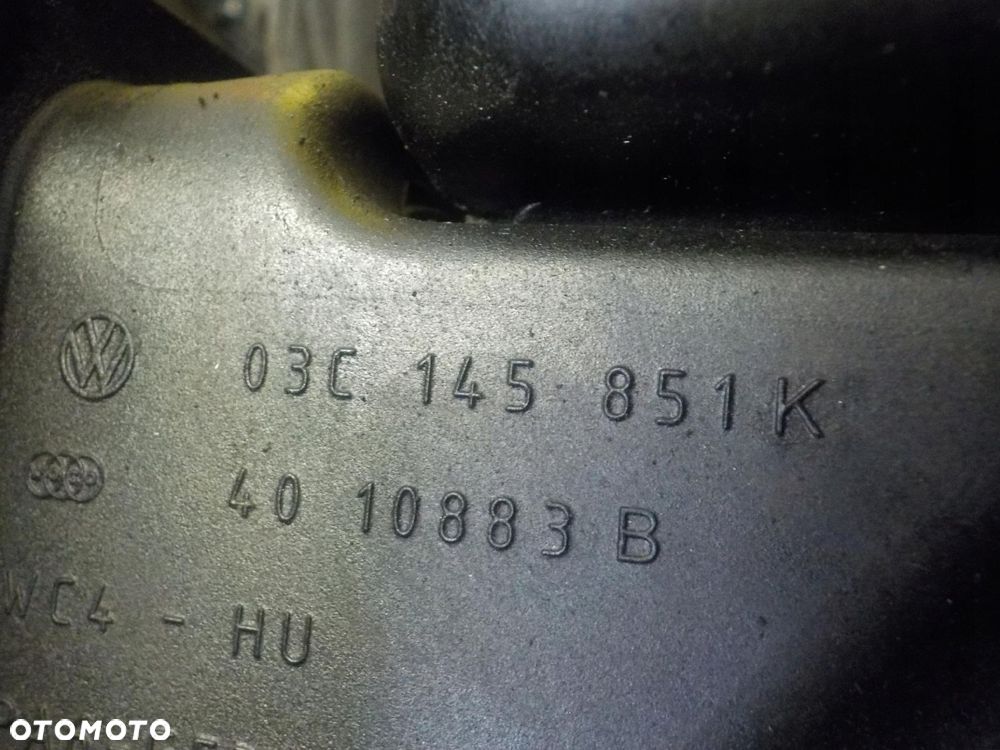 03C 145 851 K
40 10883 B
WC4 - HU
OTOMOTO